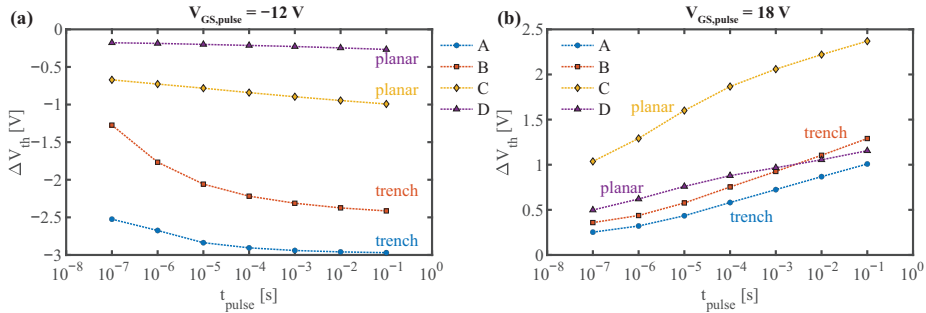 (a)
V_GS,pulse = −12 V
0
−0.5
−1
−1.5
−2
−2.5
−3
ΔV_th [V]
10^−8
10^−7
10^−6
10^−5
10^−4
10^−3
10^−2
10^−1
10^0
t_pulse [s]
planar
planar
trench
trench
A
B
C
D
(b)
V_GS,pulse = 18 V
2.5
2
1.5
1
0.5
0
ΔV_th [V]
10^−8
10^−7
10^−6
10^−5
10^−4
10^−3
10^−2
10^−1
10^0
t_pulse [s]
A
B
C
D
planar
trench
planar
trench